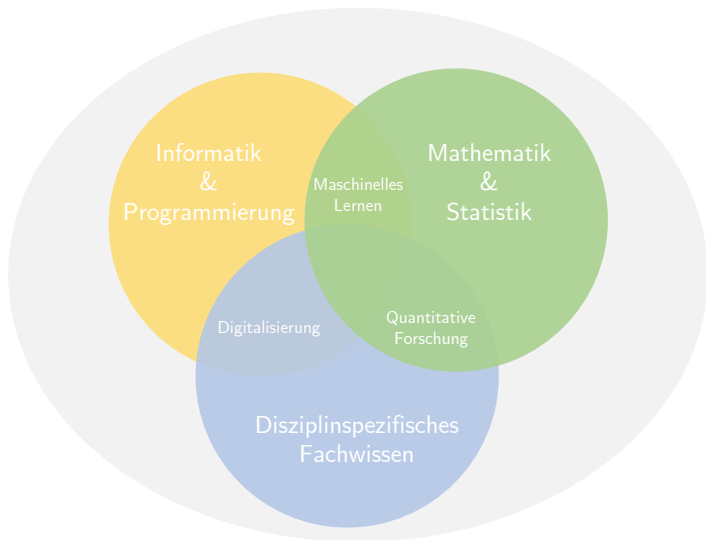 Informatik
&
Programmierung
Mathematik
&
Statistik
Maschinelles
Lernen
Digitalisierung
Quantitative
Forschung
Disziplinspezifisches
Fachwissen